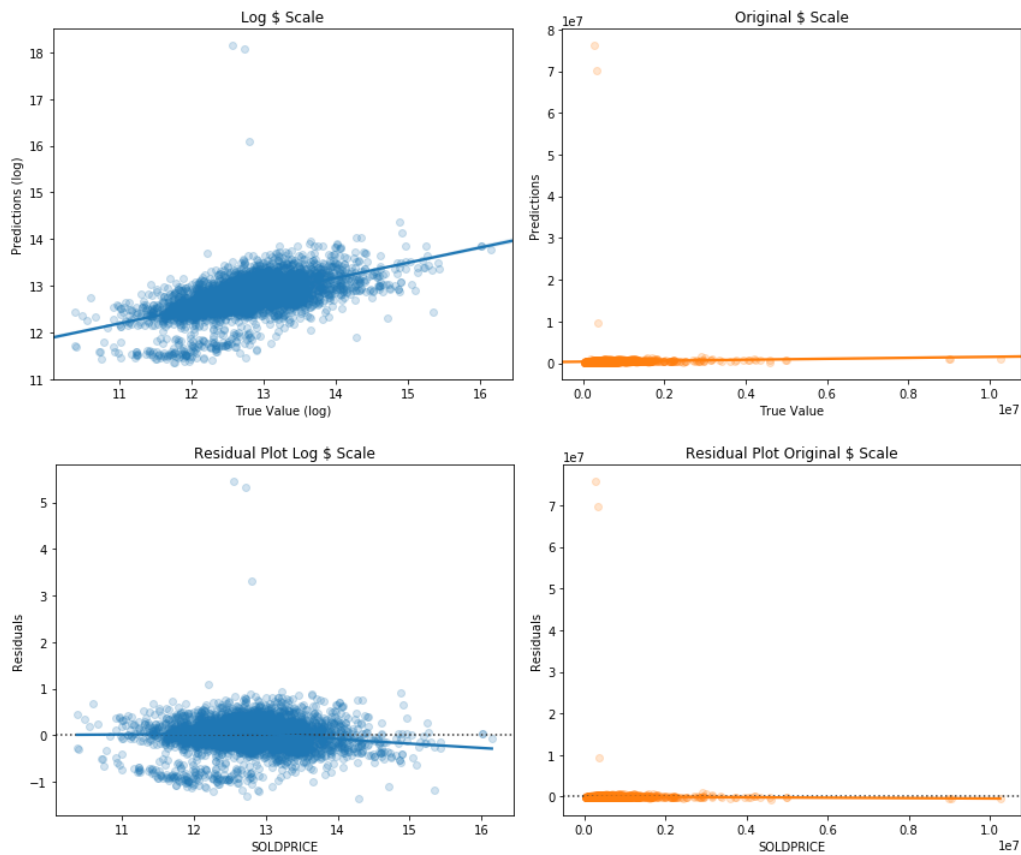 Log $ Scale
18
17
16
15
14
13
12
11
Predictions (log)
11 12 13 14 15 16
True Value (log)
Original $ Scale
1e7
8
7
6
5
4
3
2
1
0
Predictions
0.0 0.2 0.4 0.6 0.8 1.0
1e7
True Value
Residual Plot Log $ Scale
5
4
3
2
1
0
−1
Residuals
11 12 13 14 15 16
SOLDPRICE
Residual Plot Original $ Scale
1e7
7
6
5
4
3
2
1
0
Residuals
0.0 0.2 0.4 0.6 0.8 1.0
1e7
SOLDPRICE